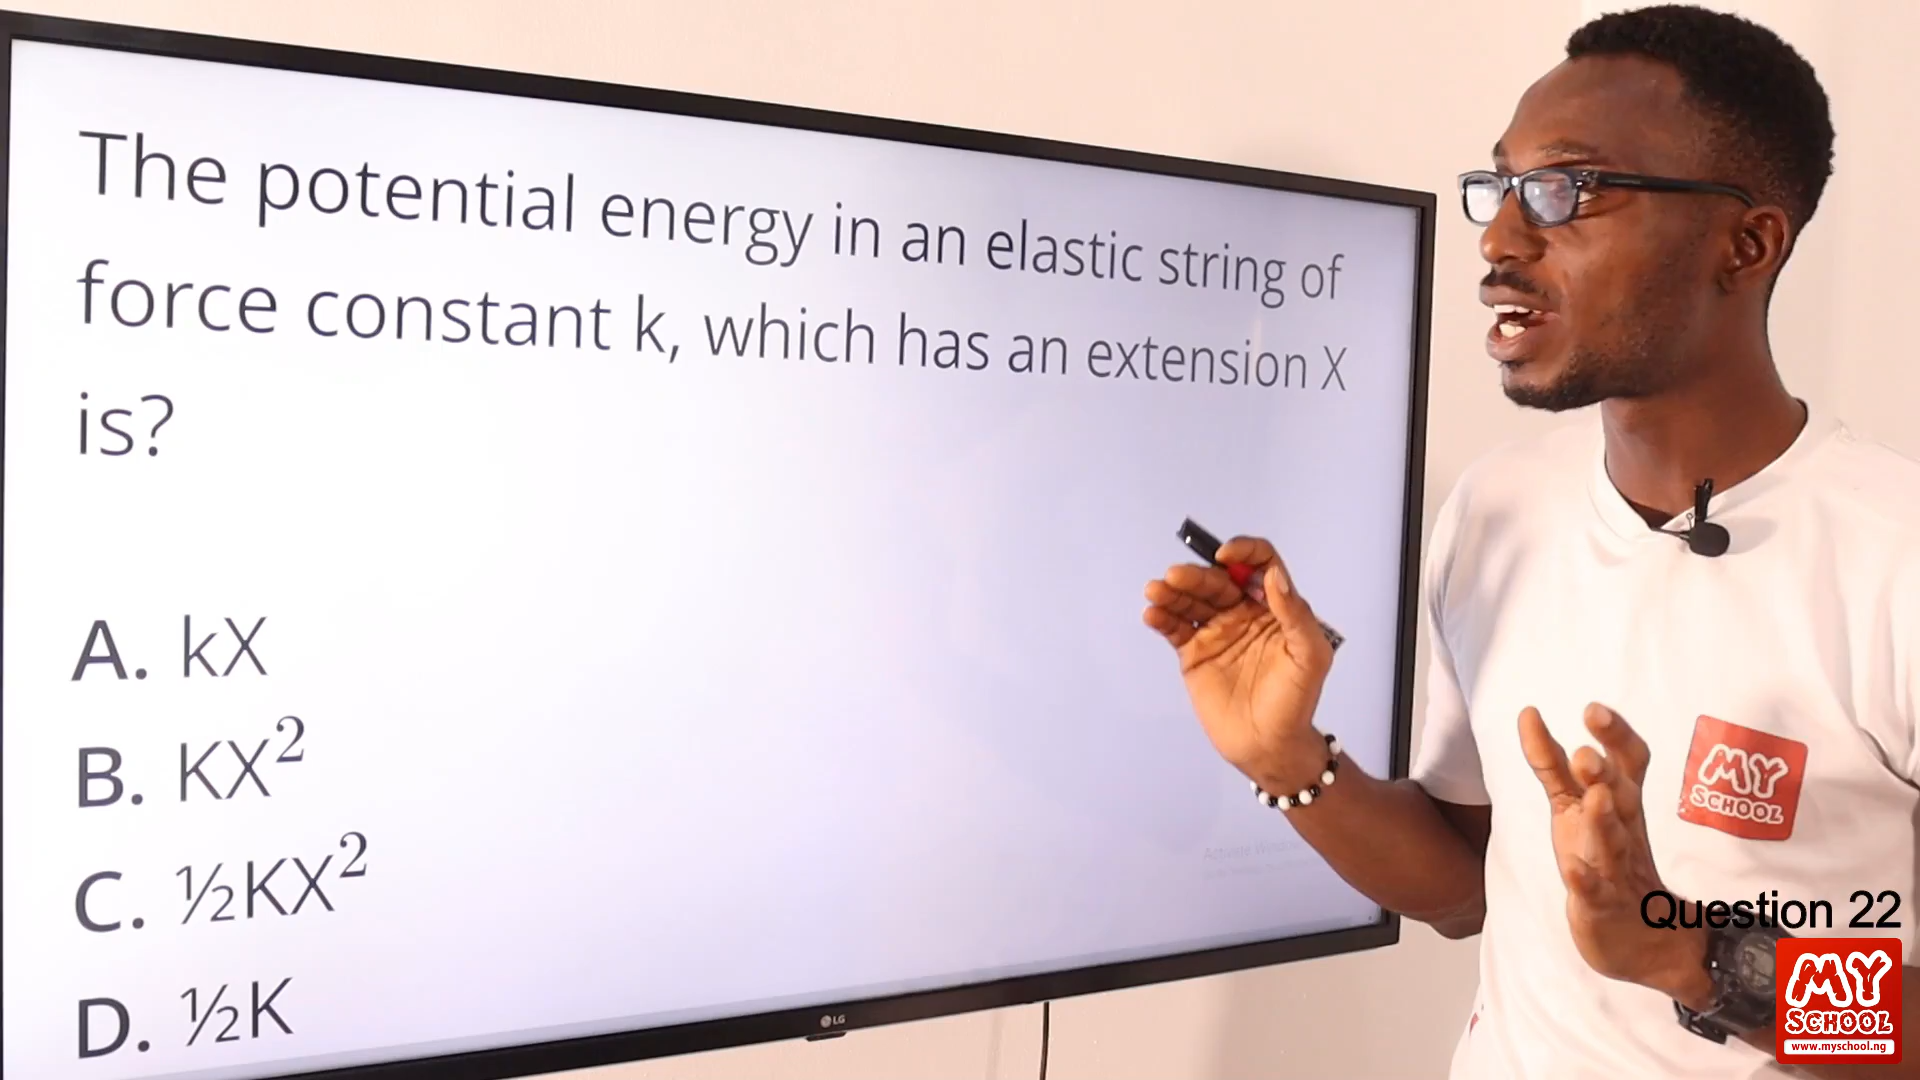 The potential energy in an elastic string of
force constant k, which has an extension X
is?
A. kX
B. KX²
C. ½KX²
D. ½K
LG
MY
SCHOOL
Question 22
MY
SCHOOL
www.myschool.ng